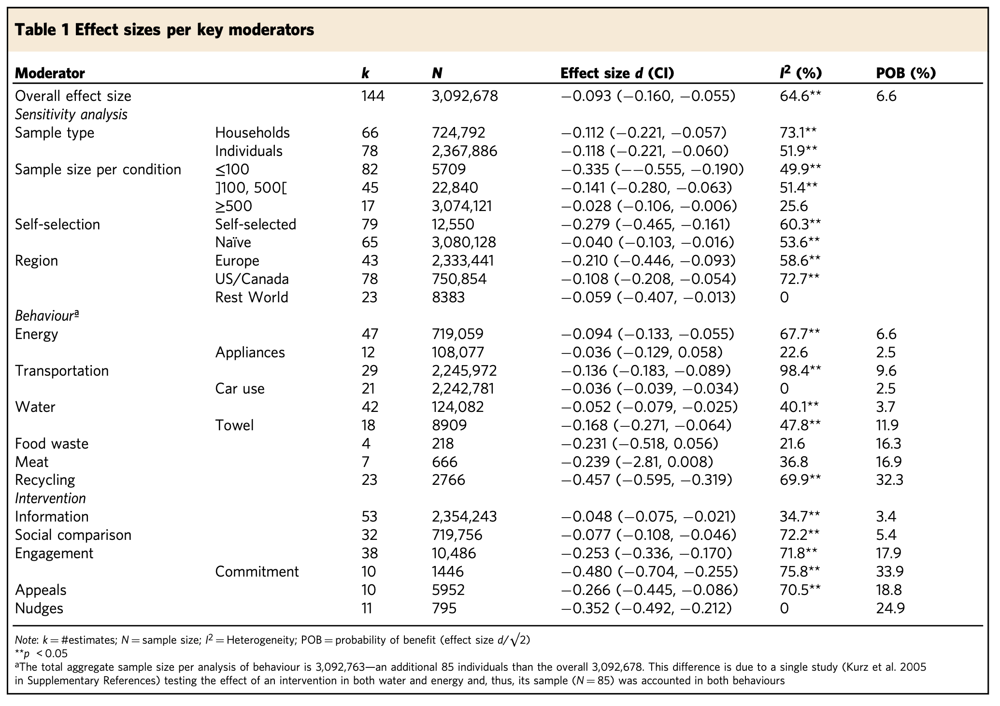 Table 1 Effect sizes per key moderators
Moderator k N Effect size d (CI) I² (%) POB (%)
Overall effect size 144 3,092,678 −0.093 (−0.160, −0.055) 64.6** 6.6
Sensitivity analysis
Sample type Households 66 724,792 −0.112 (−0.221, −0.057) 73.1**
Individuals 78 2,367,886 −0.118 (−0.221, −0.060) 51.9**
Sample size per condition ≤100 82 5709 −0.335 (−−0.555, −0.190) 49.9**
]100, 500[ 45 22,840 −0.141 (−0.280, −0.063) 51.4**
≥500 17 3,074,121 −0.028 (−0.106, −0.006) 25.6
Self-selection Self-selected 79 12,550 −0.279 (−0.465, −0.161) 60.3**
Naïve 65 3,080,128 −0.040 (−0.103, −0.016) 53.6**
Region Europe 43 2,333,441 −0.210 (−0.446, −0.093) 58.6**
US/Canada 78 750,854 −0.108 (−0.208, −0.054) 72.7**
Rest World 23 8383 −0.059 (−0.407, −0.013) 0
Behaviourª
Energy 47 719,059 −0.094 (−0.133, −0.055) 67.7** 6.6
Appliances 12 108,077 −0.036 (−0.129, 0.058) 22.6 2.5
Transportation 29 2,245,972 −0.136 (−0.183, −0.089) 98.4** 9.6
Car use 21 2,242,781 −0.036 (−0.039, −0.034) 0 2.5
Water 42 124,082 −0.052 (−0.079, −0.025) 40.1** 3.7
Towel 18 8909 −0.168 (−0.271, −0.064) 47.8** 11.9
Food waste 4 218 −0.231 (−0.518, 0.056) 21.6 16.3
Meat 7 666 −0.239 (−2.81, 0.008) 36.8 16.9
Recycling 23 2766 −0.457 (−0.595, −0.319) 69.9** 32.3
Intervention
Information 53 2,354,243 −0.048 (−0.075, −0.021) 34.7** 3.4
Social comparison 32 719,756 −0.077 (−0.108, −0.046) 72.2** 5.4
Engagement 38 10,486 −0.253 (−0.336, −0.170) 71.8** 17.9
Commitment 10 1446 −0.480 (−0.704, −0.255) 75.8** 33.9
Appeals 10 5952 −0.266 (−0.445, −0.086) 70.5** 18.8
Nudges 11 795 −0.352 (−0.492, −0.212) 0 24.9
Note: k = #estimates; N = sample size; I² = Heterogeneity; POB = probability of benefit (effect size d/√2)
**p < 0.05
ªThe total aggregate sample size per analysis of behaviour is 3,092,763—an additional 85 individuals than the overall 3,092,678. This difference is due to a single study (Kurz et al. 2005
in Supplementary References) testing the effect of an intervention in both water and energy and, thus, its sample (N = 85) was accounted in both behaviours